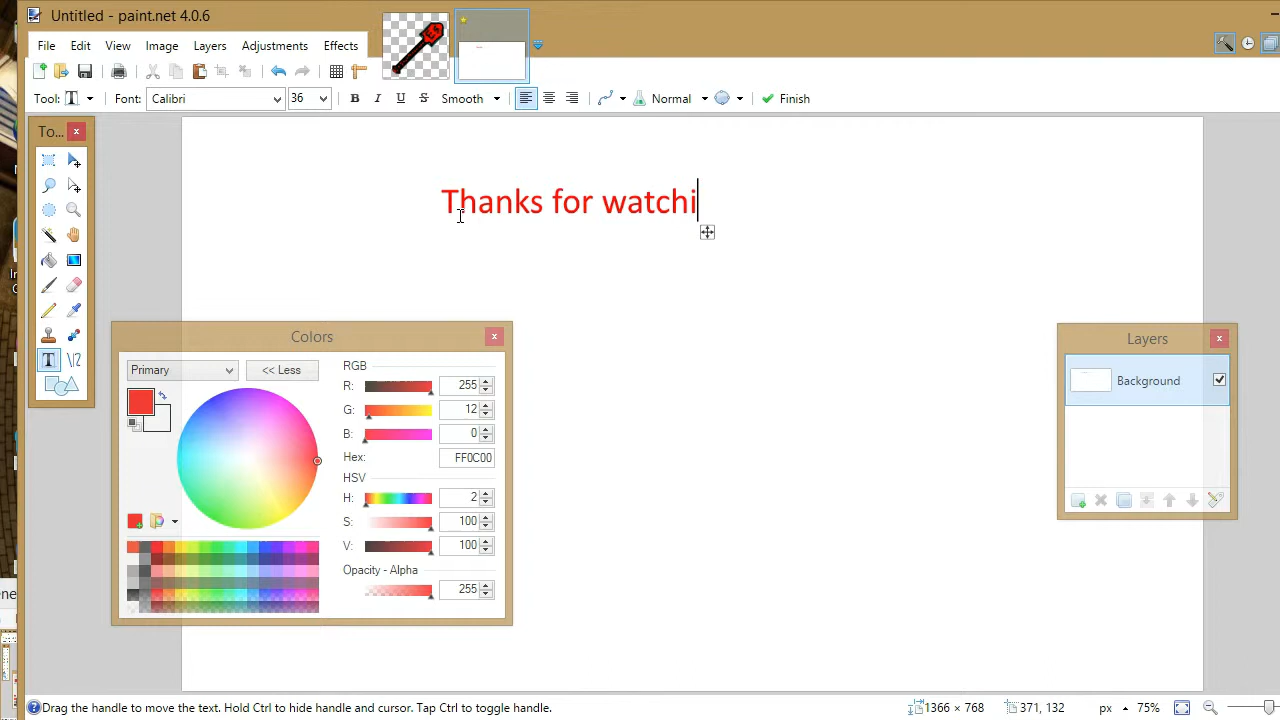 Untitled - paint.net 4.0.6
File Edit View Image Layers Adjustments Effects
Tool: T Font: Calibri 36 B I U S Smooth Normal Finish
To...
Thanks for watchi
Colors
Primary << Less
RGB
R: 255
G: 12
B: 0
Hex: FF0C00
HSV
H: 2
S: 100
V: 100
Opacity - Alpha
255
Layers
Background
Drag the handle to move the text. Hold Ctrl to hide handle and cursor. Tap Ctrl to toggle handle. 1366 × 768 371, 132 px 75%